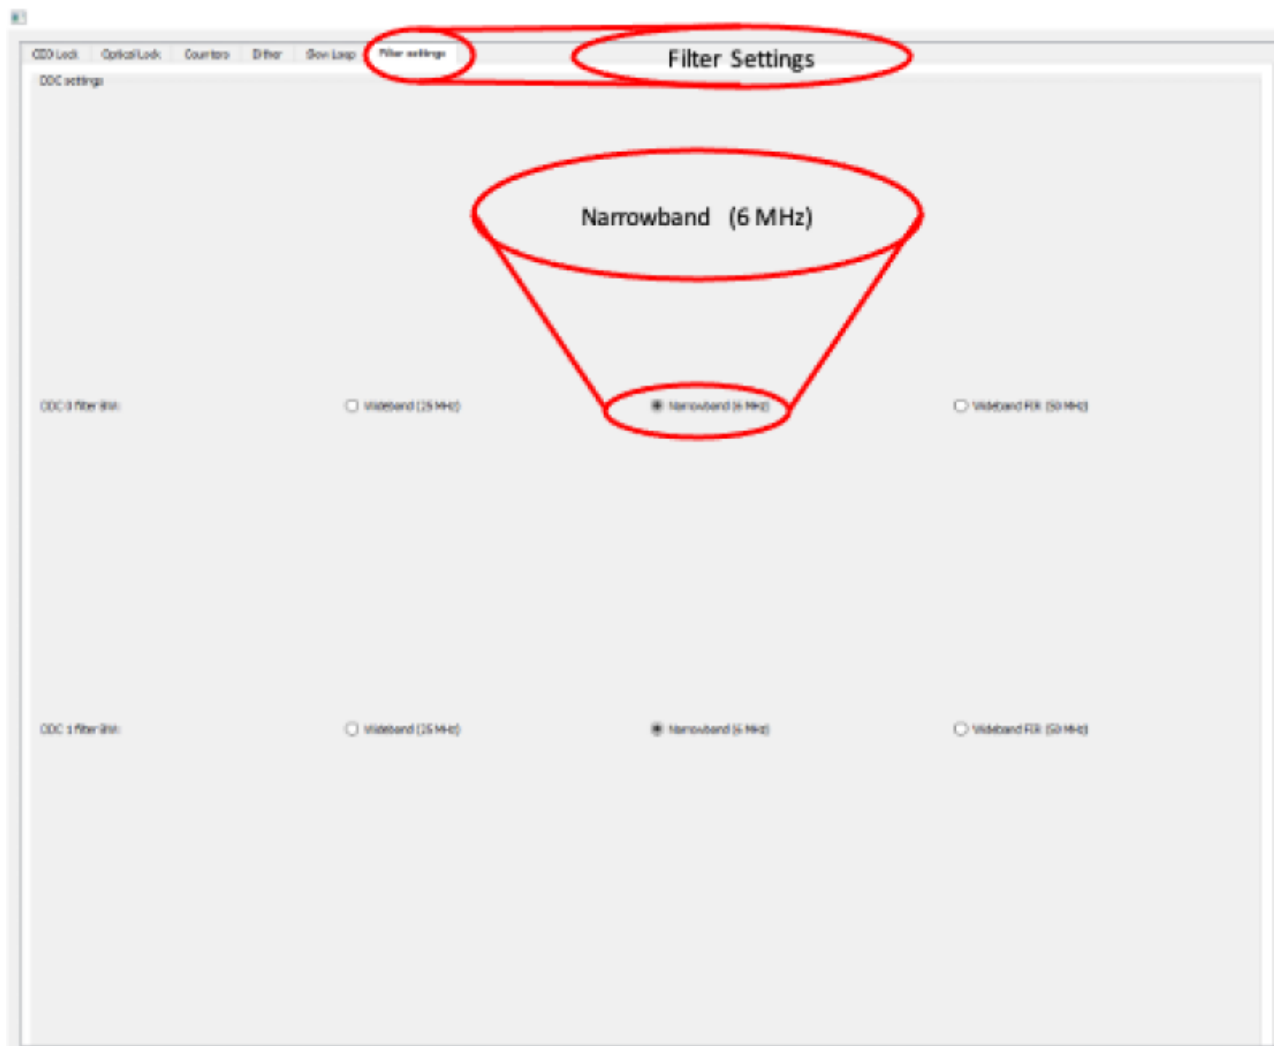 CEO Lock Optical Lock Counters Dither Slow Loop Filter settings Filter Settings
DDC settings
Narrowband (6 MHz)
DDC 0 filter BW: Wideband (25 MHz) Narrowband (6 MHz) Wideband FIR (50 MHz)
DDC 1 filter BW: Wideband (25 MHz) Narrowband (6 MHz) Wideband FIR (50 MHz)